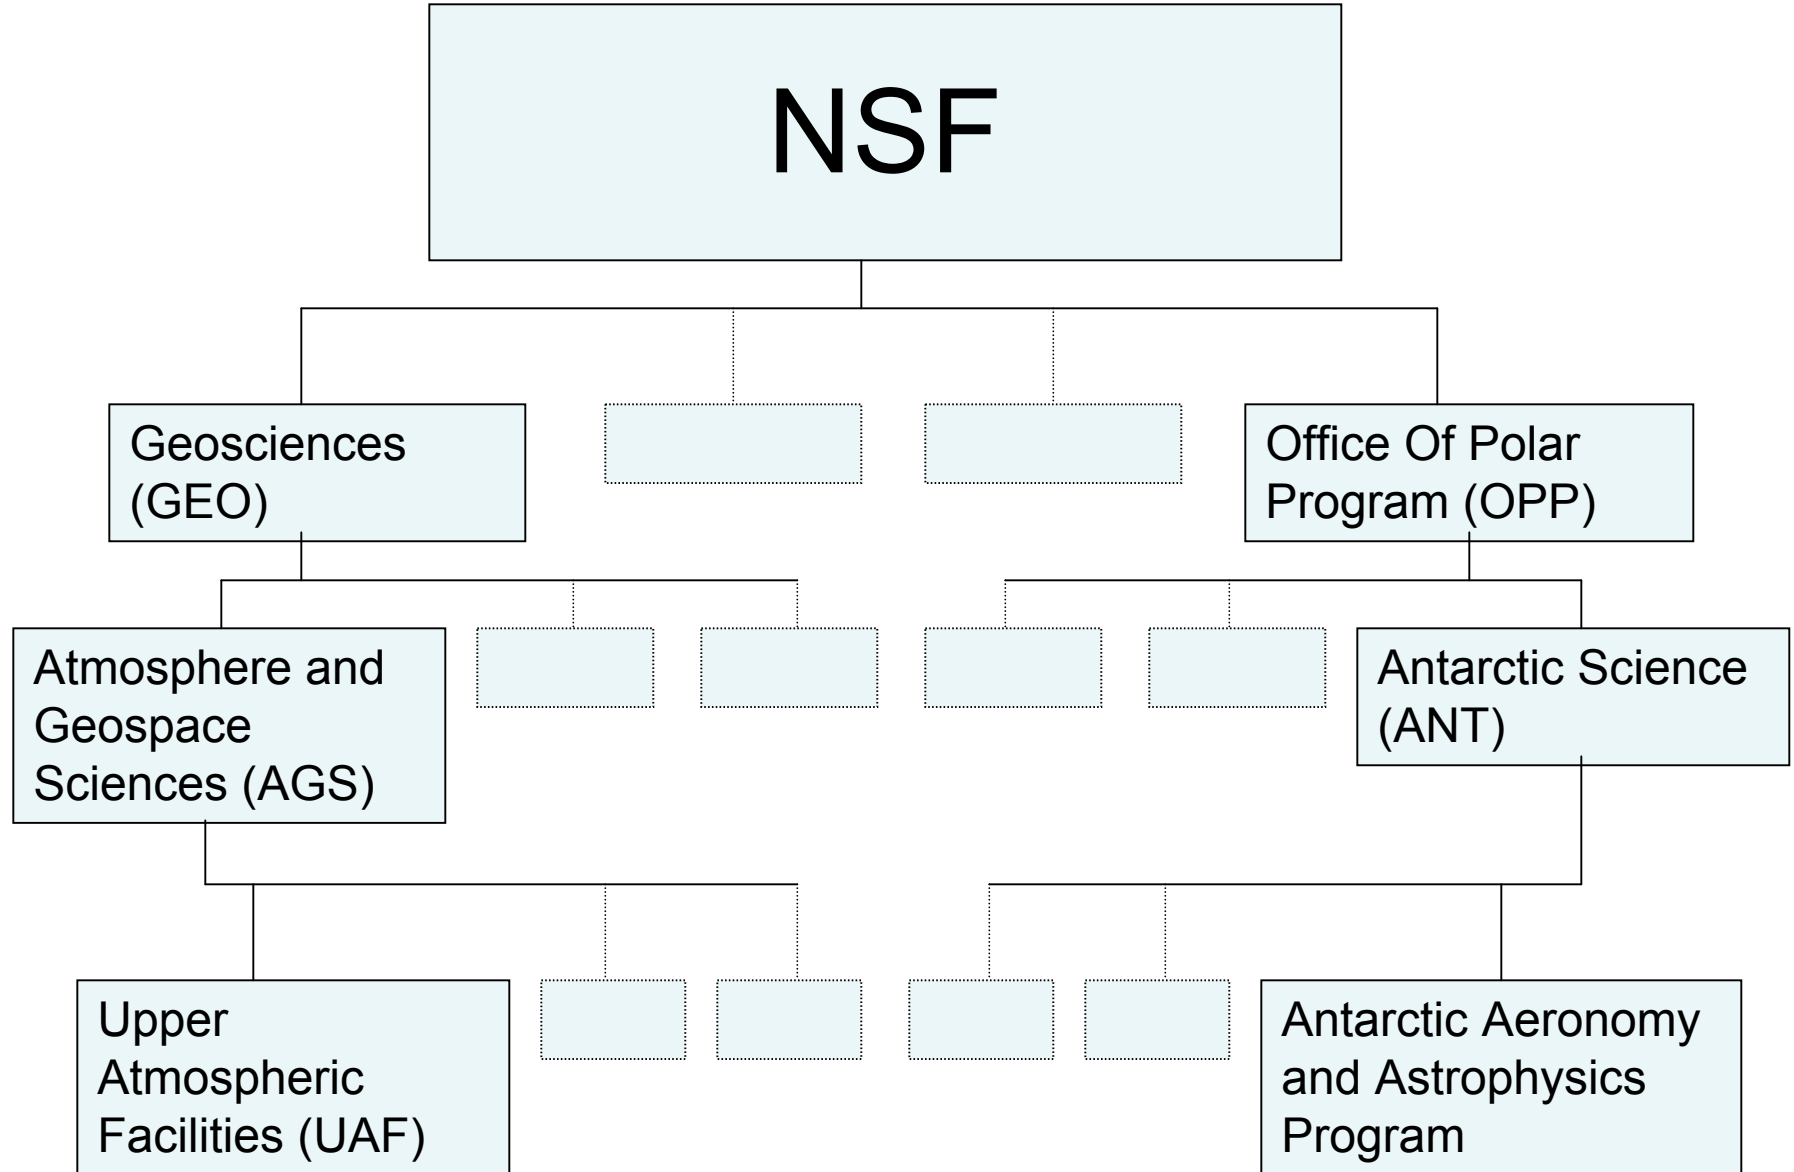 NSF
Geosciences
(GEO)
Office Of Polar
Program (OPP)
Atmosphere and
Geospace
Sciences (AGS)
Antarctic Science
(ANT)
Upper
Atmospheric
Facilities (UAF)
Antarctic Aeronomy
and Astrophysics
Program